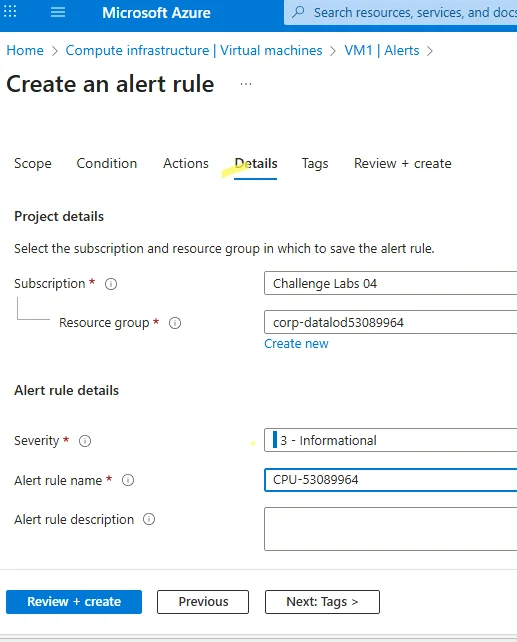 Microsoft Azure
Search resources, services, and docs
Home > Compute infrastructure | Virtual machines > VM1 | Alerts >
Create an alert rule ...
Scope Condition Actions Details Tags Review + create
Project details
Select the subscription and resource group in which to save the alert rule.
Subscription *
Challenge Labs 04
Resource group *
corp-datalod53089964
Create new
Alert rule details
Severity *
3 - Informational
Alert rule name *
CPU-53089964
Alert rule description
Review + create
Previous
Next: Tags >